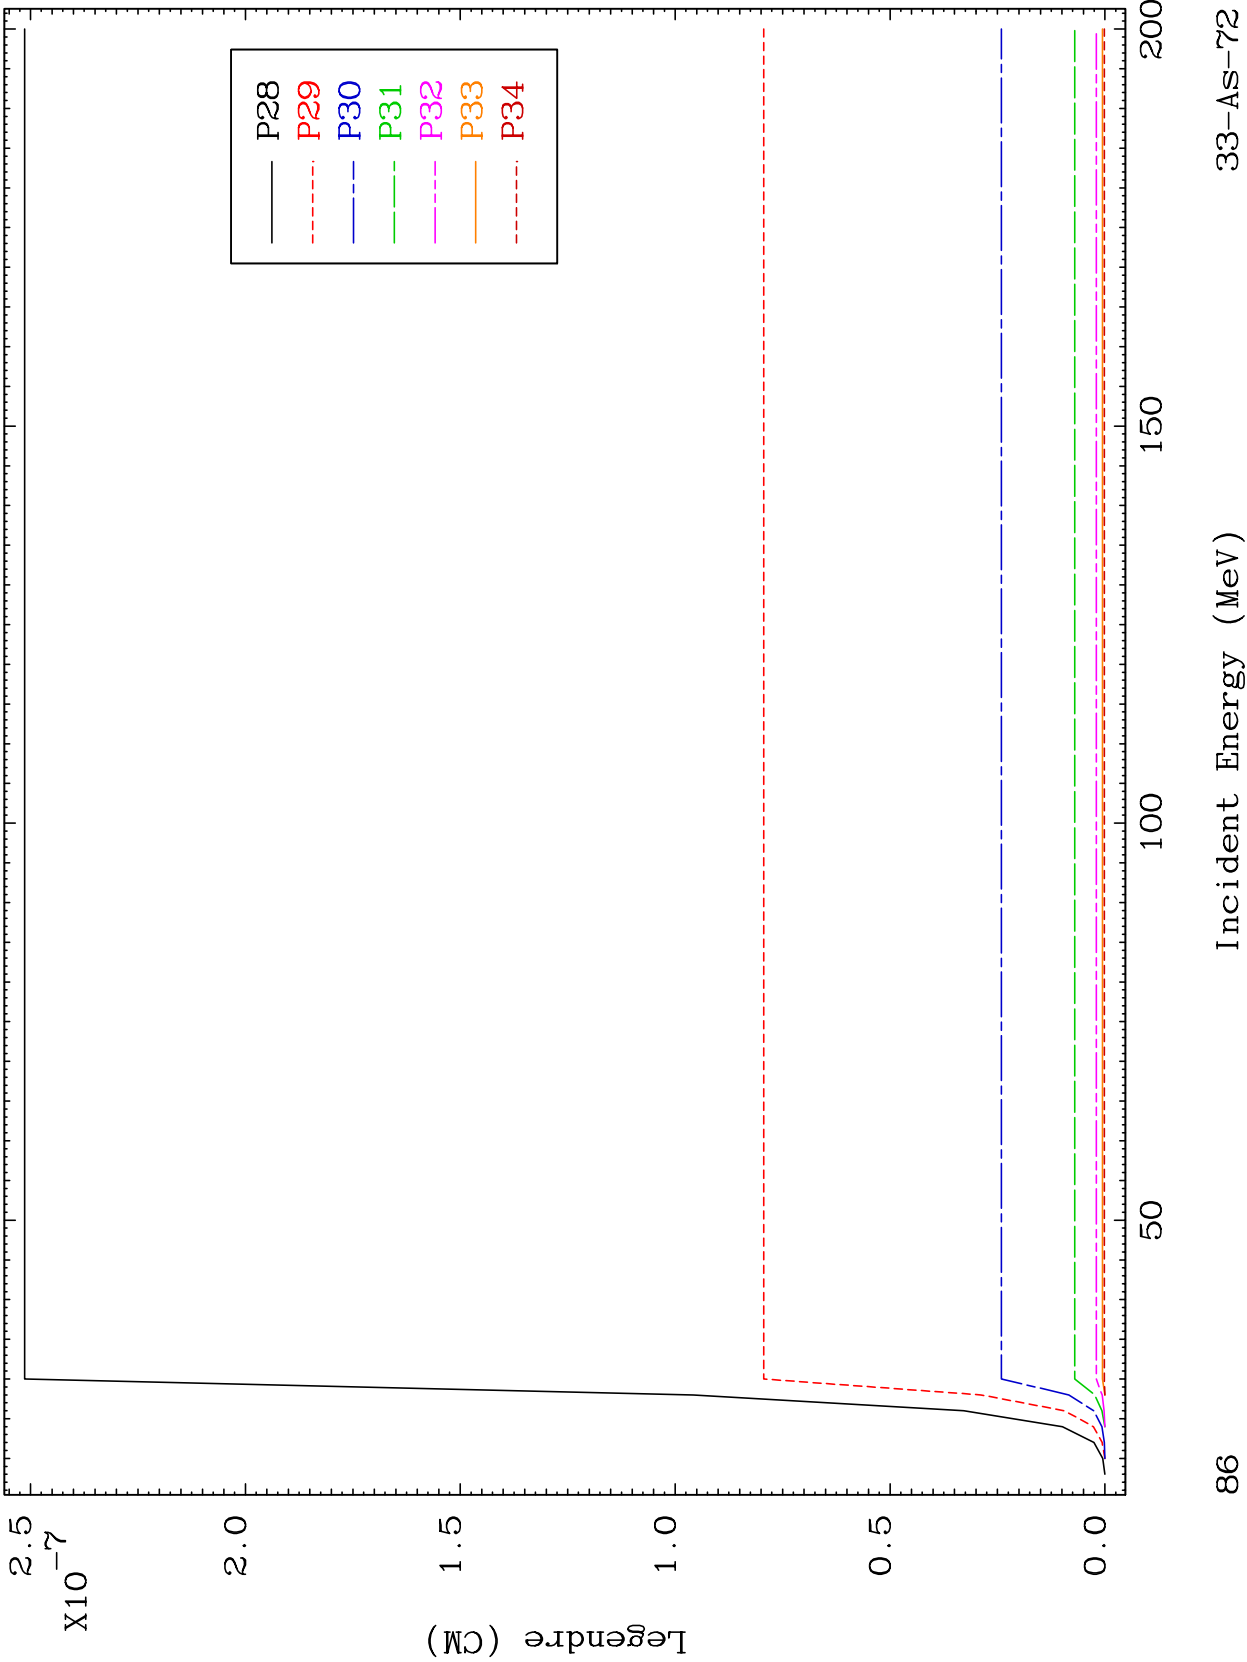 2.5
X10-7
2.0
1.5
1.0
0.5
0.0
Legendre (CM)
P28
P29
P30
P31
P32
P33
P34
50
100
150
200
86
Incident Energy (MeV)
33-As-72